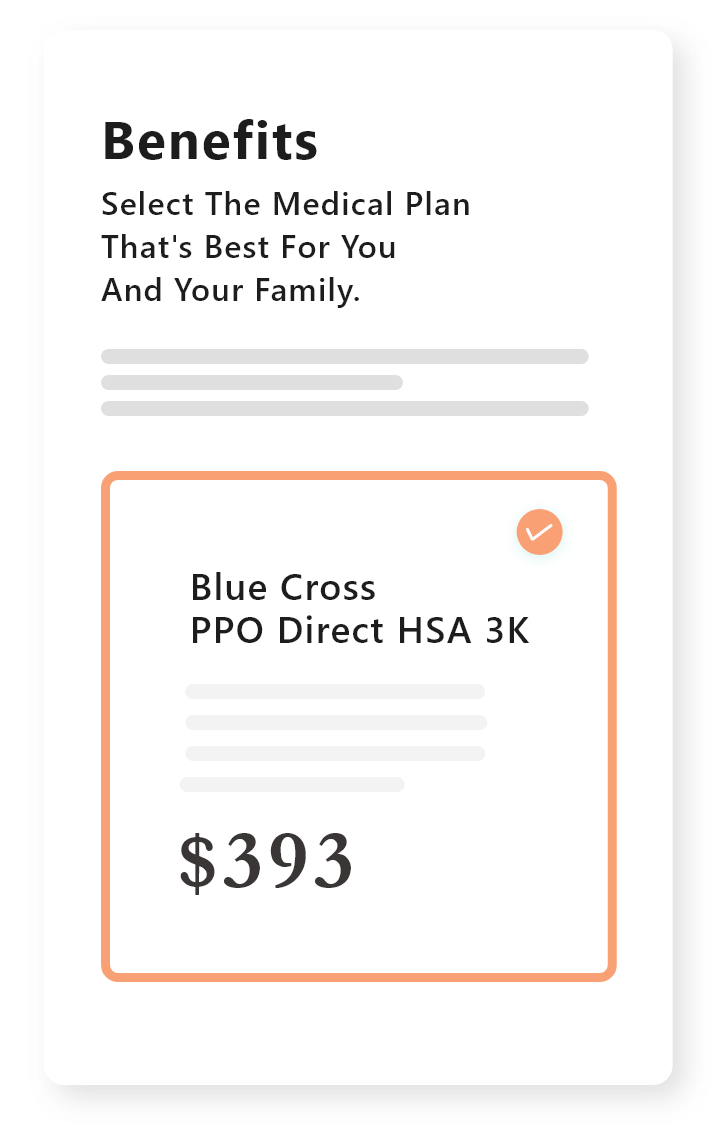 Benefits
Select The Medical Plan
That's Best For You
And Your Family.
Blue Cross
PPO Direct HSA 3K
$393